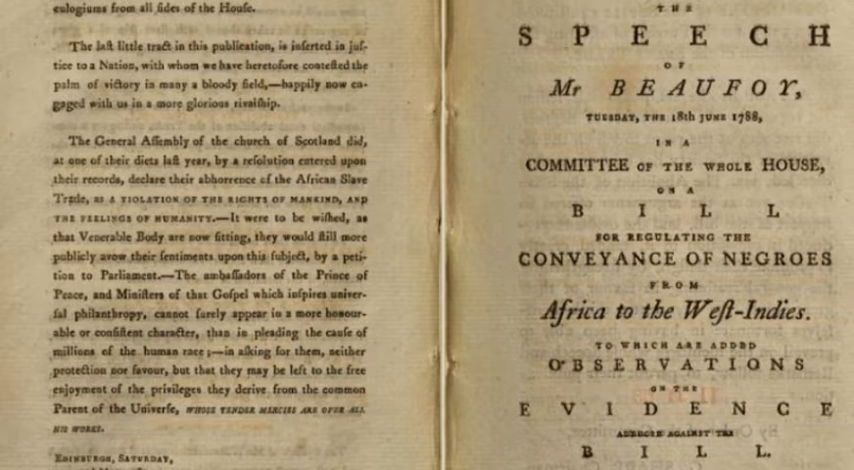 eulogiums from all ſides of the Houſe.
The laſt little tract in this publication, is inſerted in juſ-
tice to a Nation, with whom we have heretofore conteſted the
palm of victory in many a bloody field,—happily now en-
gaged with us in a more glorious rivalſhip.
The General Aſſembly of the church of Scotland did,
at one of their diets laſt year, by a reſolution entered upon
their records, declare their abhorrence of the African Slave
Trade, AS A VIOLATION OF THE RIGHTS OF MANKIND, AND
THE FEELINGS OF HUMANITY.—It were to be wiſhed, as
that Venerable Body are now ſitting, they would ſtill more
publicly avow their ſentiments upon this ſubject, by a peti-
tion to Parliament.—The ambaſſadors of the Prince of
Peace, and Miniſters of that Goſpel which inſpires univer-
ſal philanthropy, cannot ſurely appear in a more honour-
able or conſiſtent character, than in pleading the cauſe of
millions of the human race;—in aſking for them, neither
protection nor favour, but that they may be left to the free
enjoyment of the privileges they derive from the common
Parent of the Univerſe, WHOSE TENDER MERCIES ARE OVER ALL
HIS WORKS.
EDINBURGH, SATURDAY,
THE
SPEECH
OF
Mr BEAUFOY,
TUESDAY, THE 18th JUNE 1788,
IN A
COMMITTEE OF THE WHOLE HOUSE,
ON A
BILL
FOR REGULATING THE
CONVEYANCE OF NEGROES
FROM
Africa to the Weſt-Indies.
TO WHICH ARE ADDED
OBSERVATIONS
ON THE
EVIDENCE
ADDUCED AGAINST THE
BILL.